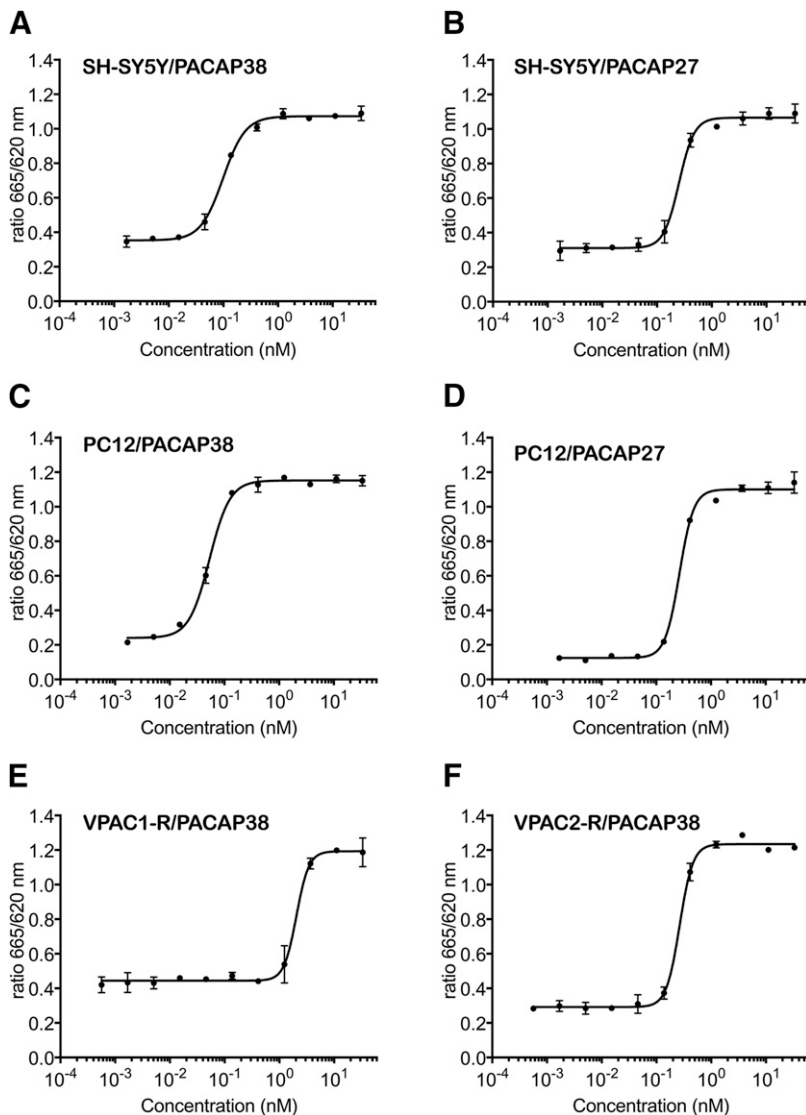 A
SH-SY5Y/PACAP38
ratio 665/620 nm
1.4
1.2
1.0
0.8
0.6
0.4
0.2
0.0
10⁻⁴ 10⁻³ 10⁻² 10⁻¹ 10⁰ 10¹
Concentration (nM)
B
SH-SY5Y/PACAP27
ratio 665/620 nm
1.4
1.2
1.0
0.8
0.6
0.4
0.2
0.0
10⁻⁴ 10⁻³ 10⁻² 10⁻¹ 10⁰ 10¹
Concentration (nM)
C
PC12/PACAP38
ratio 665/620 nm
1.4
1.2
1.0
0.8
0.6
0.4
0.2
0.0
10⁻⁴ 10⁻³ 10⁻² 10⁻¹ 10⁰ 10¹
Concentration (nM)
D
PC12/PACAP27
ratio 665/620 nm
1.4
1.2
1.0
0.8
0.6
0.4
0.2
0.0
10⁻⁴ 10⁻³ 10⁻² 10⁻¹ 10⁰ 10¹
Concentration (nM)
E
VPAC1-R/PACAP38
ratio 665/620 nm
1.4
1.2
1.0
0.8
0.6
0.4
0.2
0.0
10⁻⁴ 10⁻³ 10⁻² 10⁻¹ 10⁰ 10¹
Concentration (nM)
F
VPAC2-R/PACAP38
ratio 665/620 nm
1.4
1.2
1.0
0.8
0.6
0.4
0.2
0.0
10⁻⁴ 10⁻³ 10⁻² 10⁻¹ 10⁰ 10¹
Concentration (nM)